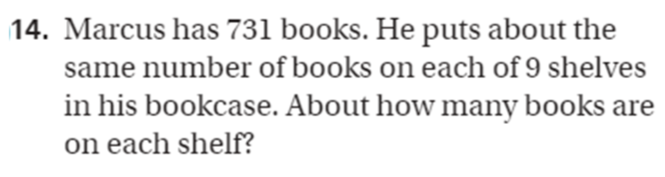 14. Marcus has 731 books. He puts about the
same number of books on each of 9 shelves
in his bookcase. About how many books are
on each shelf?